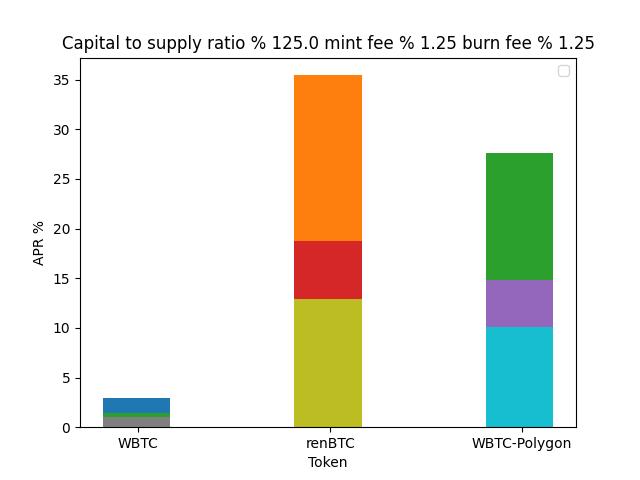 Capital to supply ratio % 125.0 mint fee % 1.25 burn fee % 1.25
35
30
25
20
15
10
5
0
APR %
WBTC renBTC WBTC-Polygon
Token